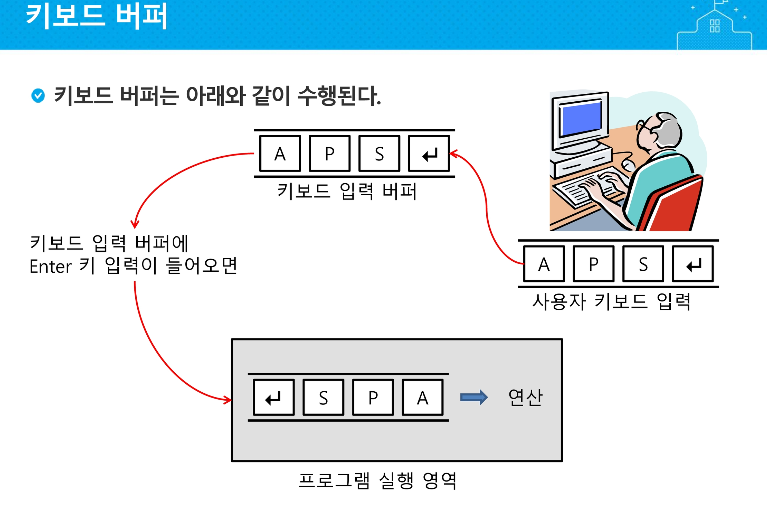 키보드 버퍼
키보드 버퍼는 아래와 같이 수행된다.
A P S ↵
키보드 입력 버퍼
키보드 입력 버퍼에
Enter 키 입력이 들어오면
A P S ↵
사용자 키보드 입력
↵ S P A
연산
프로그램 실행 영역